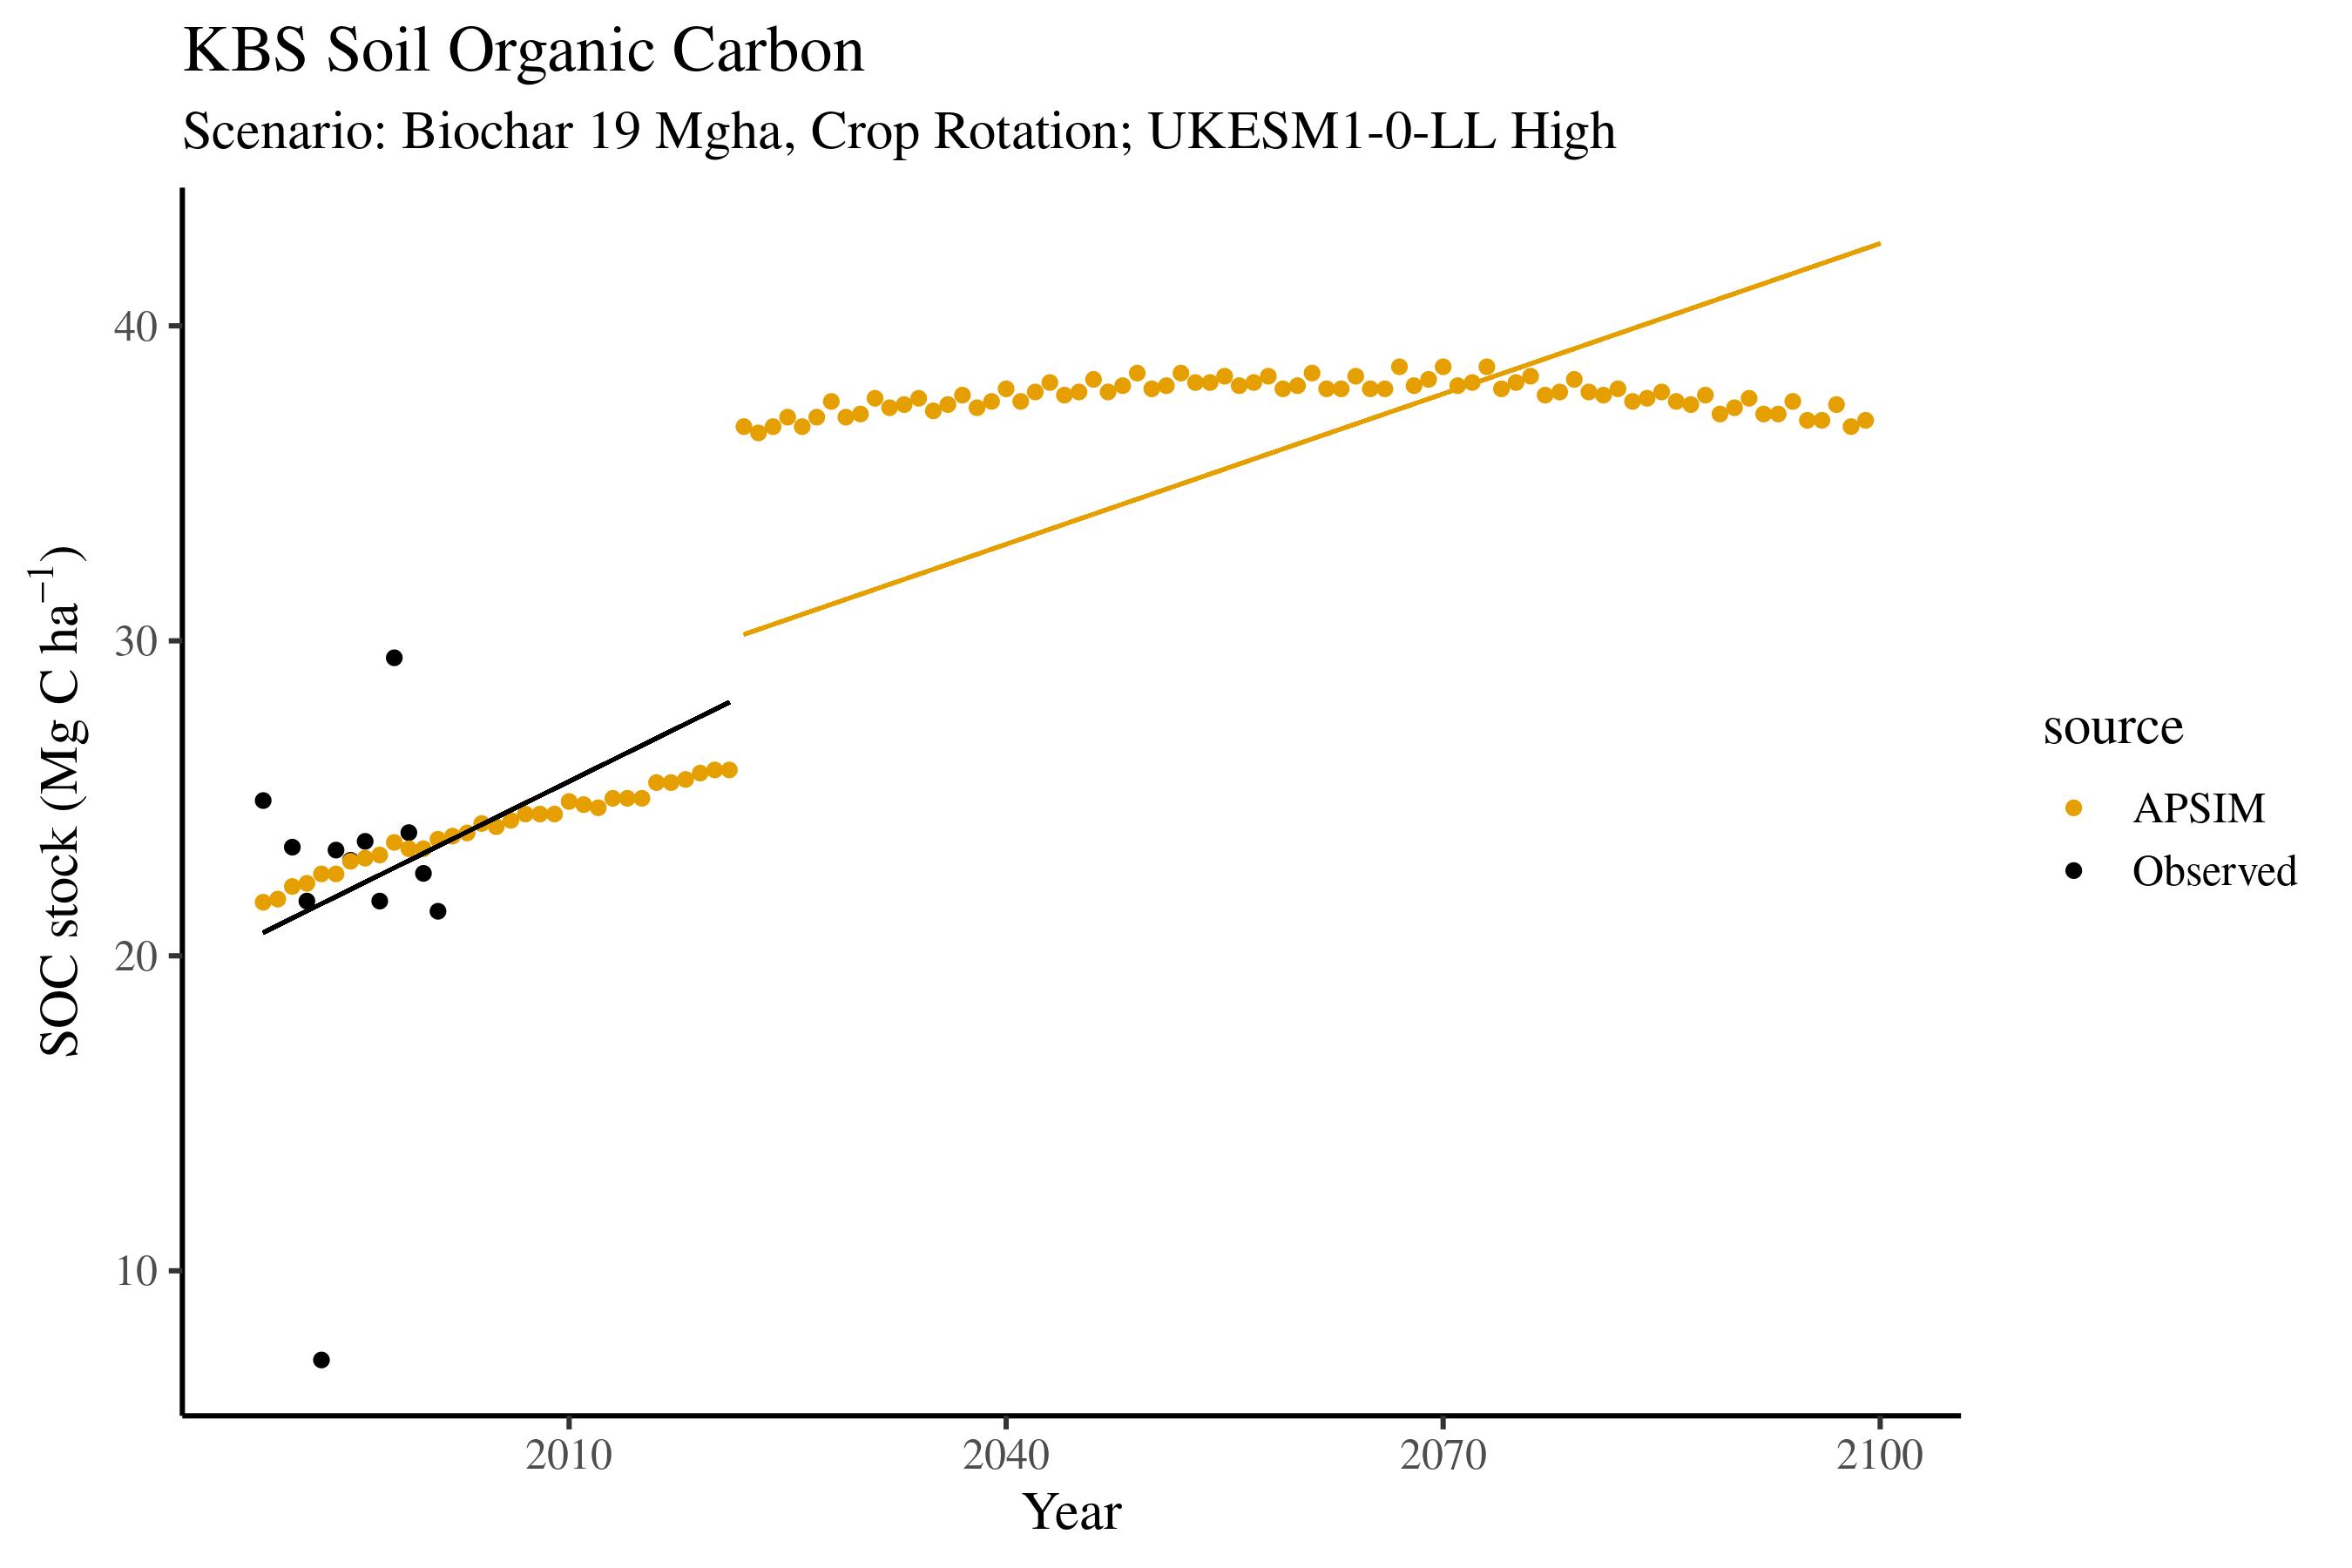 KBS Soil Organic Carbon
Scenario: Biochar 19 Mgha, Crop Rotation; UKESM1-0-LL High
SOC stock (Mg C ha⁻¹)
40
30
20
10
2010
2040
2070
2100
Year
source
APSIM
Observed